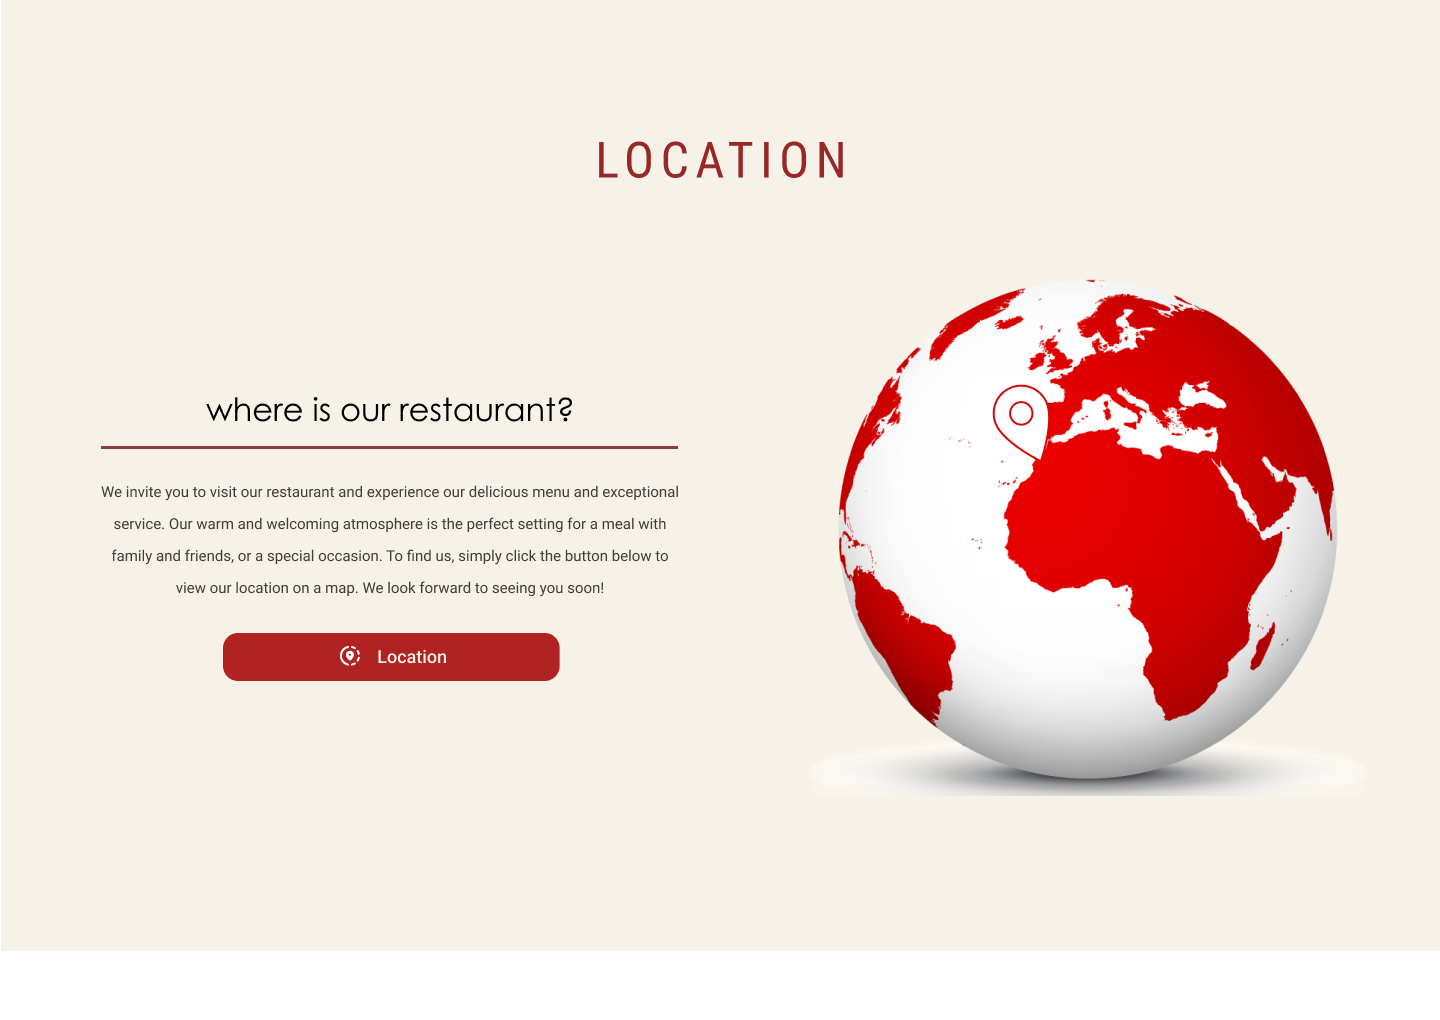 LOCATION
where is our restaurant?
We invite you to visit our restaurant and experience our delicious menu and exceptional
service. Our warm and welcoming atmosphere is the perfect setting for a meal with
family and friends, or a special occasion. To find us, simply click the button below to
view our location on a map. We look forward to seeing you soon!
Location